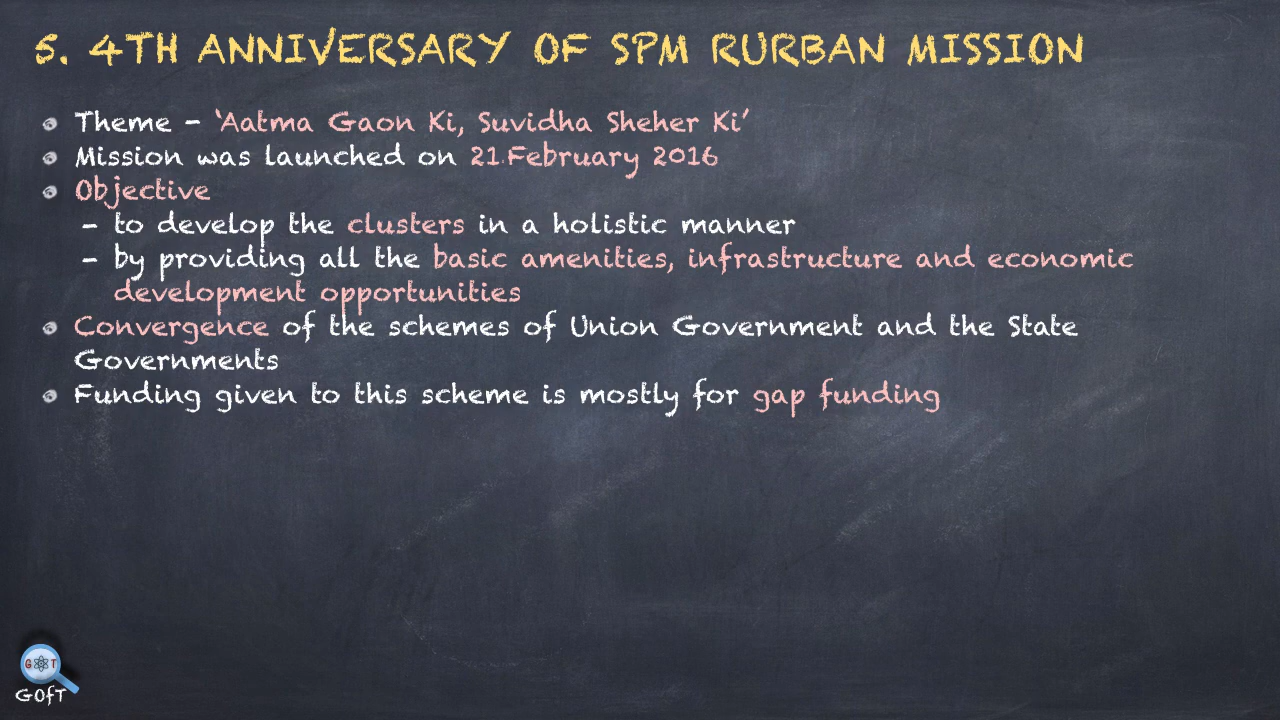 5. 4TH ANNIVERSARY OF SPM RURBAN MISSION
Theme - 'Aatma Gaon Ki, Suvidha Sheher Ki'
Mission was launched on 21 February 2016
Objective
- to develop the clusters in a holistic manner
- by providing all the basic amenities, infrastructure and economic
development opportunities
Convergence of the schemes of Union Government and the State
Governments
Funding given to this scheme is mostly for gap funding
G T
GOfT